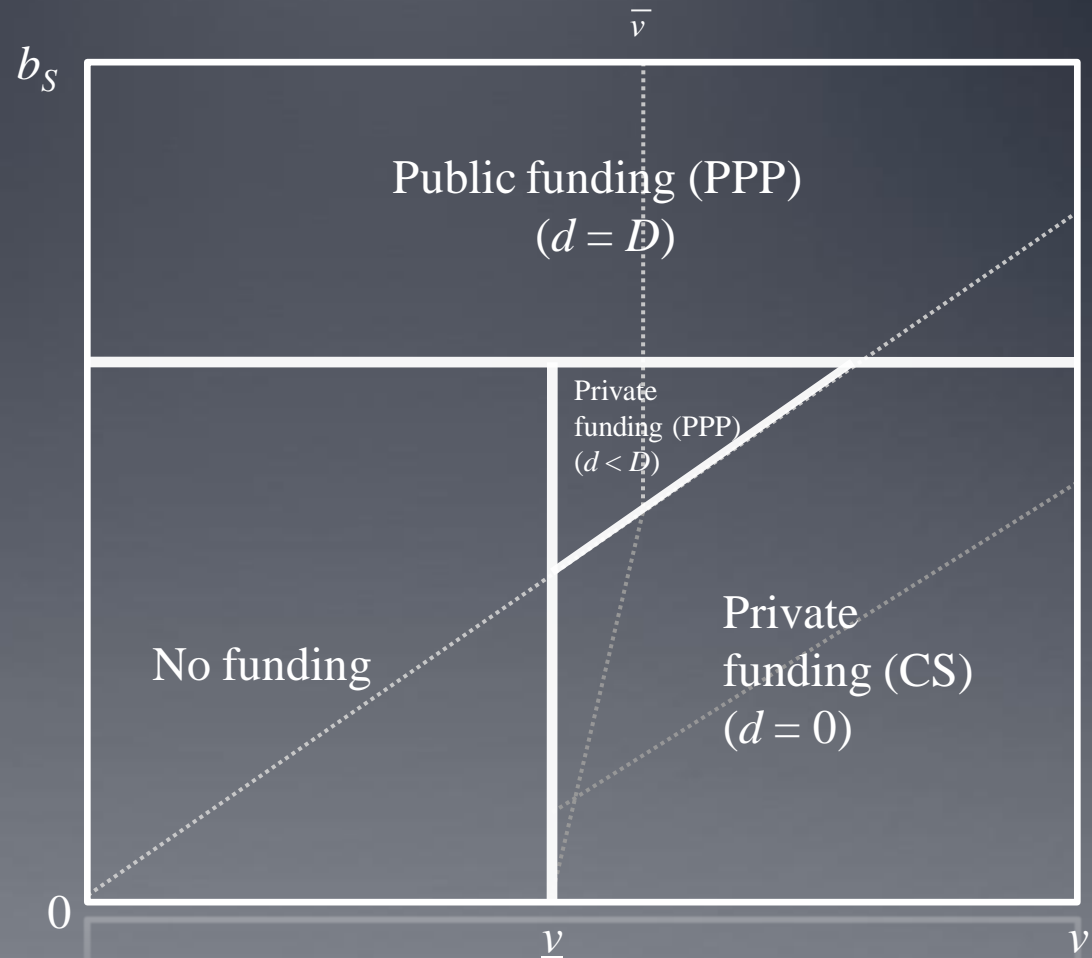 v̅
b_S
Public funding (PPP)
(d = D)
Private
funding (PPP)
(d < D)
Private
funding (CS)
(d = 0)
No funding
0
v̲
v